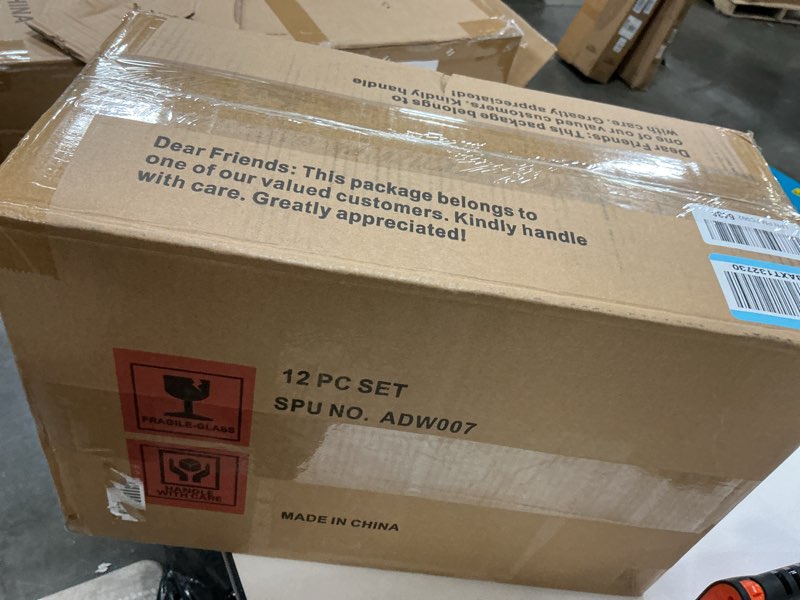 Dear Friends: This package belongs to
one of our valued customers. Kindly handle
with care. Greatly appreciated!
Dear Friends: This package belongs to
one of our valued customers. Kindly handle
with care. Greatly appreciated!
12 PC SET
SPU NO. ADW007
FRAGILE-GLASS
HANDLE
WITH CARE
MADE IN CHINA